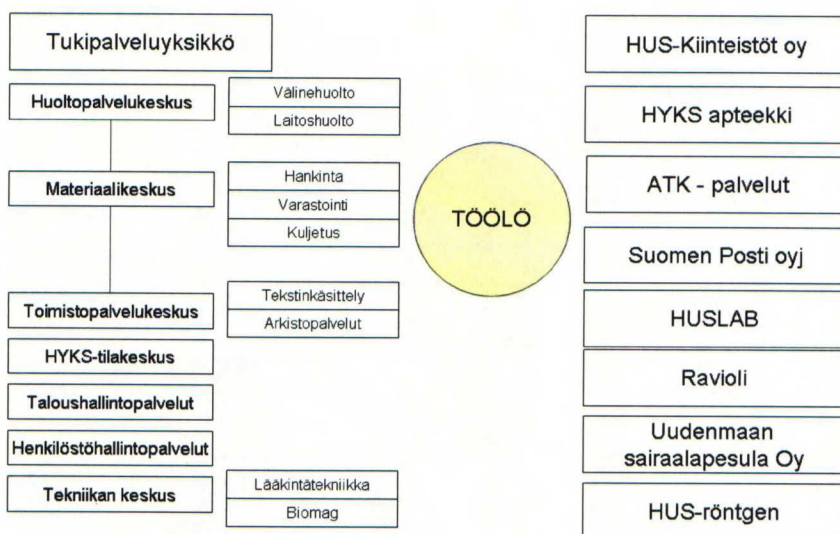 Tukipalveluyksikkö
Huoltopalvelukeskus
Välinehuolto
Laitoshuolto
Materiaalikeskus
Hankinta
Varastointi
Kuljetus
Toimistopalvelukeskus
Tekstinkäsittely
Arkistopalvelut
HYKS-tilakeskus
Taloushallintopalvelut
Henkilöstöhallintopalvelut
Tekniikan keskus
Lääkintätekniikka
Biomag
TÖÖLÖ
HUS-Kiinteistöt oy
HYKS apteekki
ATK - palvelut
Suomen Posti oyj
HUSLAB
Ravioli
Uudenmaan
sairaalapesula Oy
HUS-röntgen